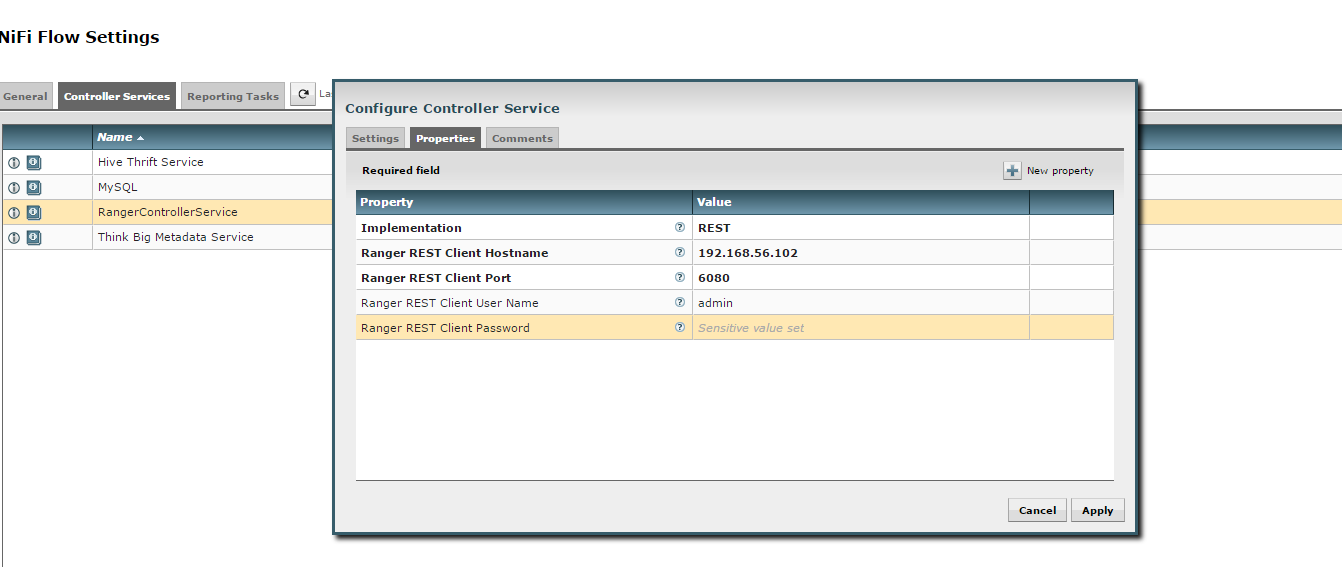 NiFi Flow Settings
General Controller Services Reporting Tasks
Name
Hive Thrift Service
MySQL
RangerControllerService
Think Big Metadata Service
Configure Controller Service
Settings Properties Comments
Required field New property
Property Value
Implementation REST
Ranger REST Client Hostname 192.168.56.102
Ranger REST Client Port 6080
Ranger REST Client User Name admin
Ranger REST Client Password Sensitive value set
Cancel Apply